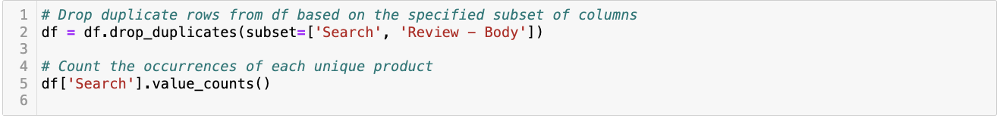 1 # Drop duplicate rows from df based on the specified subset of columns
2 df = df.drop_duplicates(subset=['Search', 'Review - Body'])
3
4 # Count the occurrences of each unique product
5 df['Search'].value_counts()
6